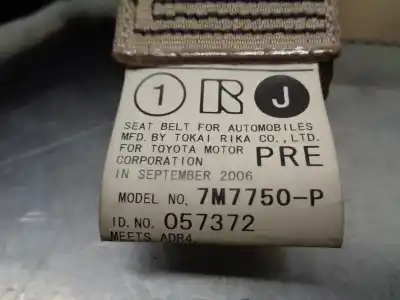 1 R J
SEAT BELT FOR AUTOMOBILES
MFD. BY TOKAI RIKA CO., LTD.
FOR TOYOTA MOTOR
CORPORATION PRE
IN SEPTEMBER 2006
MODEL NO. 7M7750-P
ID. NO. 057372
MEETS ADR4.